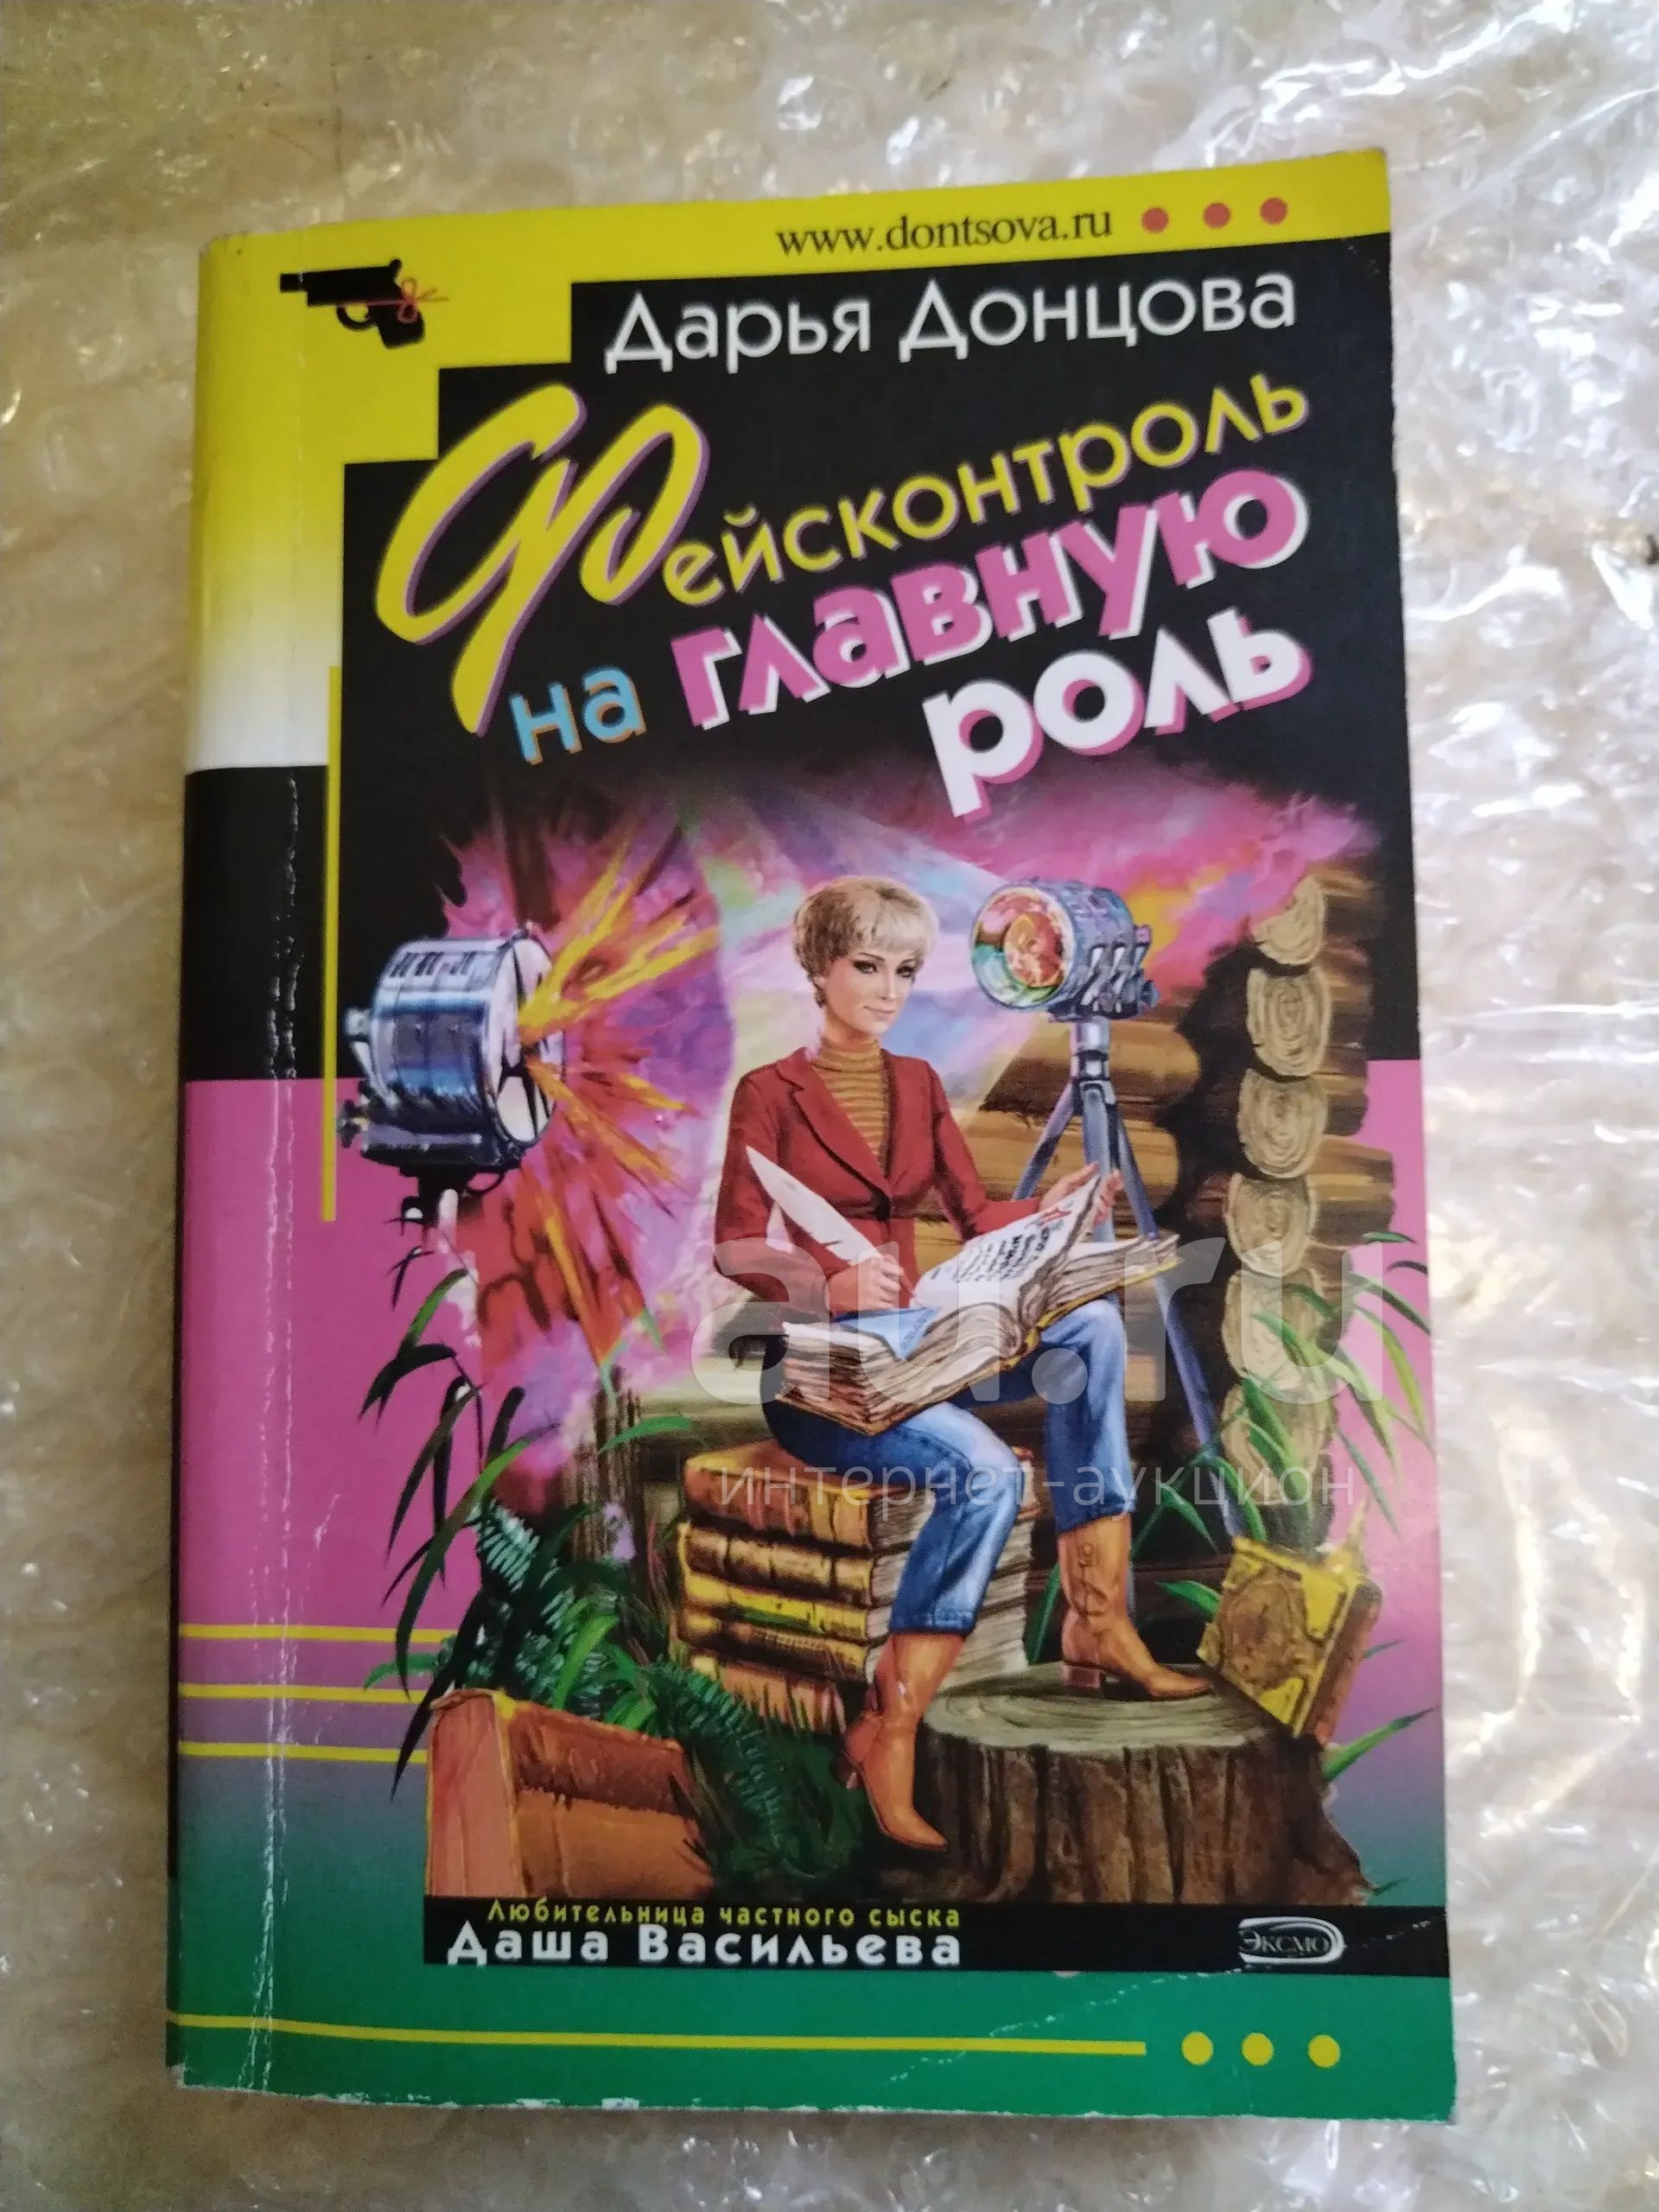 www.dontsova.ru
Дарья Донцова
Фейсконтроль
на главную
роль
au.ru
интернет-аукцион
Любительница частного сыска
Даша Васильева
ЭКСМО